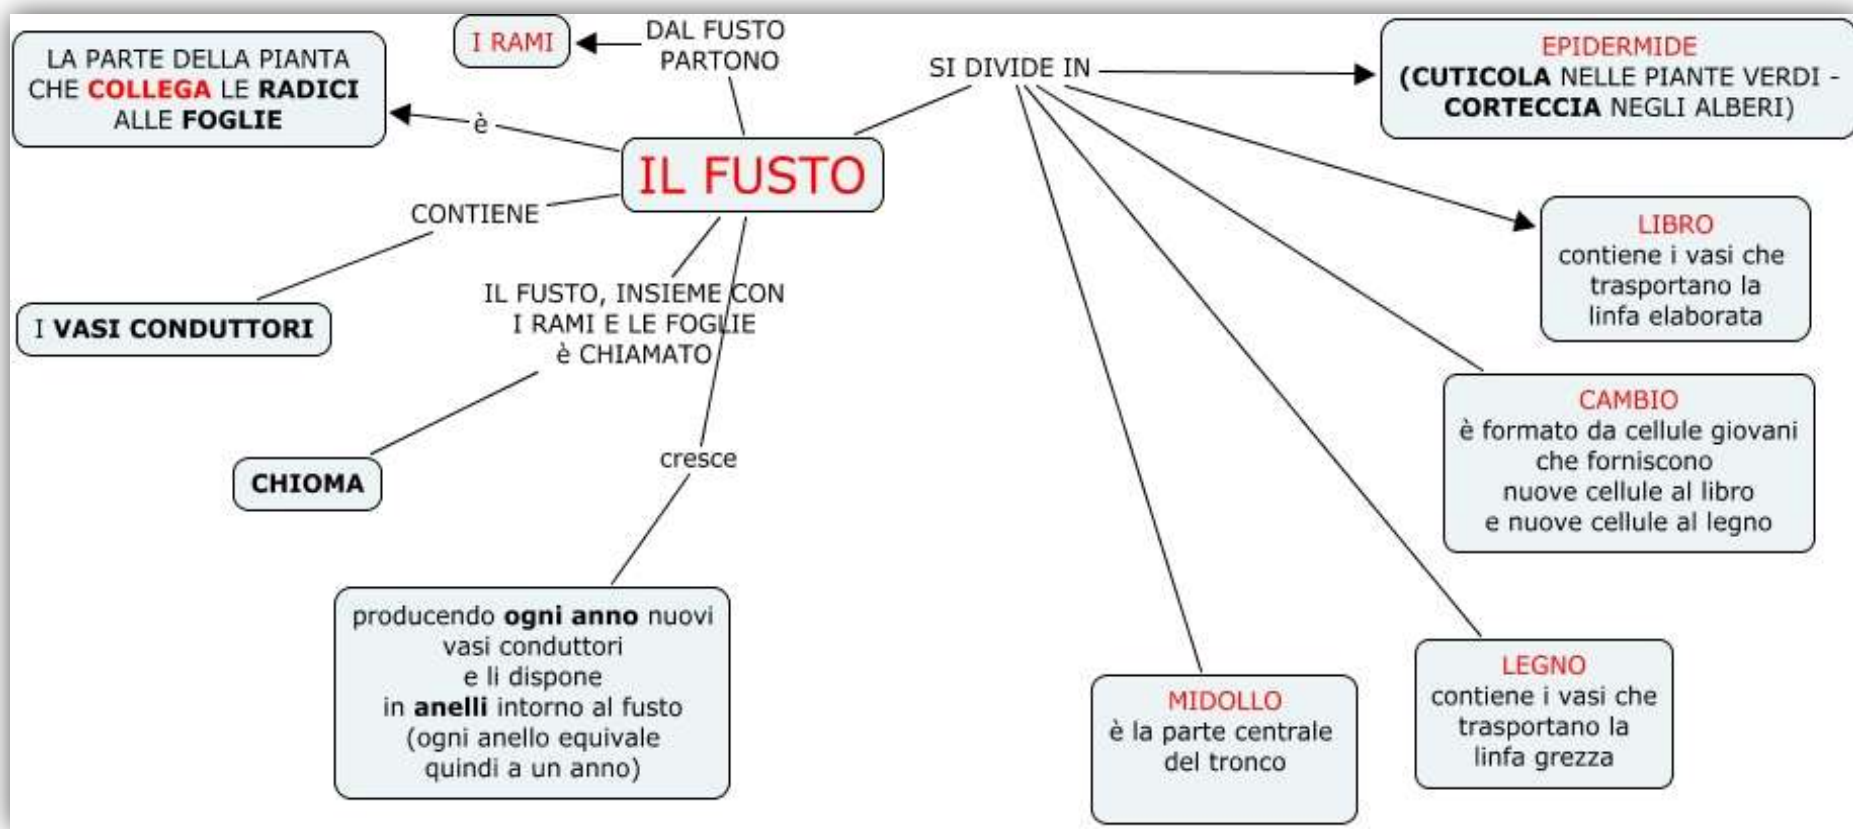 IL FUSTO
è
LA PARTE DELLA PIANTA
CHE COLLEGA LE RADICI
ALLE FOGLIE
DAL FUSTO
PARTONO
I RAMI
SI DIVIDE IN
EPIDERMIDE
(CUTICOLA NELLE PIANTE VERDI -
CORTECCIA NEGLI ALBERI)
LIBRO
contiene i vasi che
trasportano la
linfa elaborata
CAMBIO
è formato da cellule giovani
che forniscono
nuove cellule al libro
e nuove cellule al legno
LEGNO
contiene i vasi che
trasportano la
linfa grezza
MIDOLLO
è la parte centrale
del tronco
CONTIENE
I VASI CONDUTTORI
IL FUSTO, INSIEME CON
I RAMI E LE FOGLIE
è CHIAMATO
CHIOMA
cresce
producendo ogni anno nuovi
vasi conduttori
e li dispone
in anelli intorno al fusto
(ogni anello equivale
quindi a un anno)